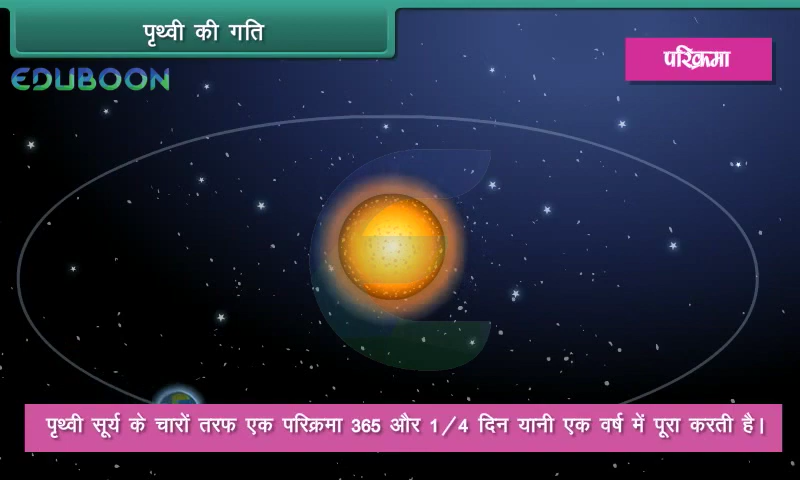 पृथ्वी की गति
परिक्रमा
EDUBOON
पृथ्वी सूर्य के चारों तरफ एक परिक्रमा 365 और 1/4 दिन यानी एक वर्ष में पूरा करती है।